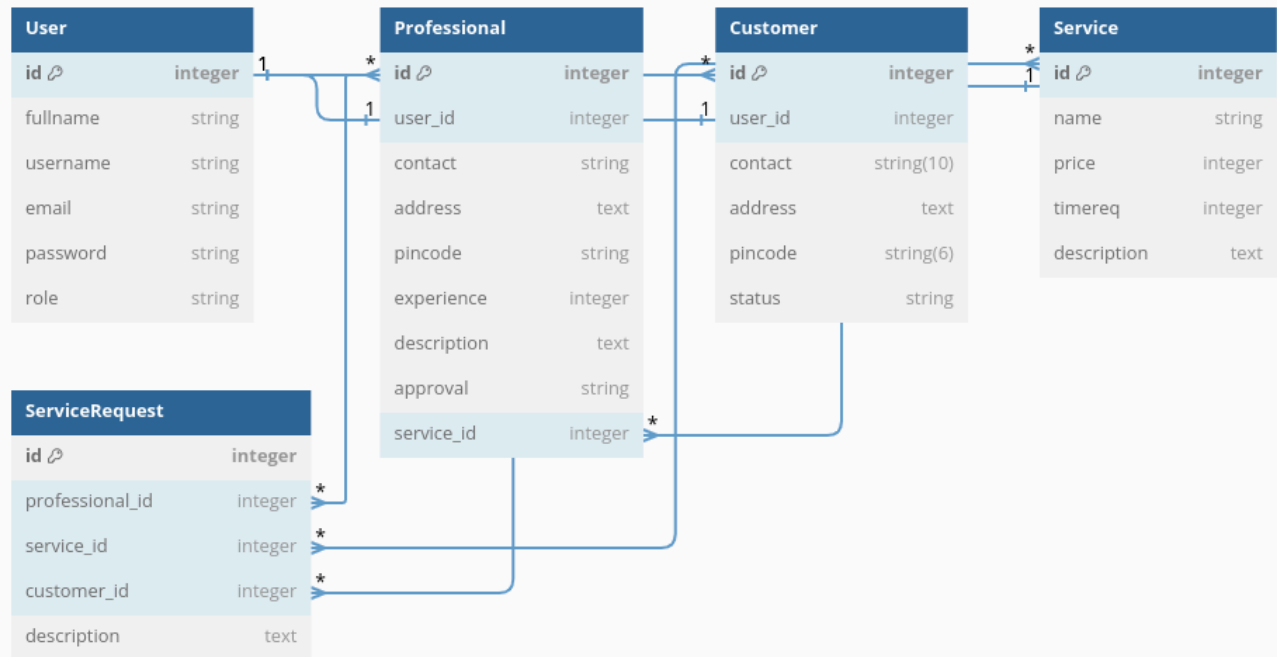 User
id integer
fullname string
username string
email string
password string
role string
1
*
1
Professional
id integer
user_id integer
contact string
address text
pincode string
experience integer
description text
approval string
service_id integer
*
1
*
Customer
id integer
user_id integer
contact string(10)
address text
pincode string(6)
status string
*
1
Service
id integer
name string
price integer
timereq integer
description text
ServiceRequest
id integer
professional_id integer *
service_id integer *
customer_id integer *
description text